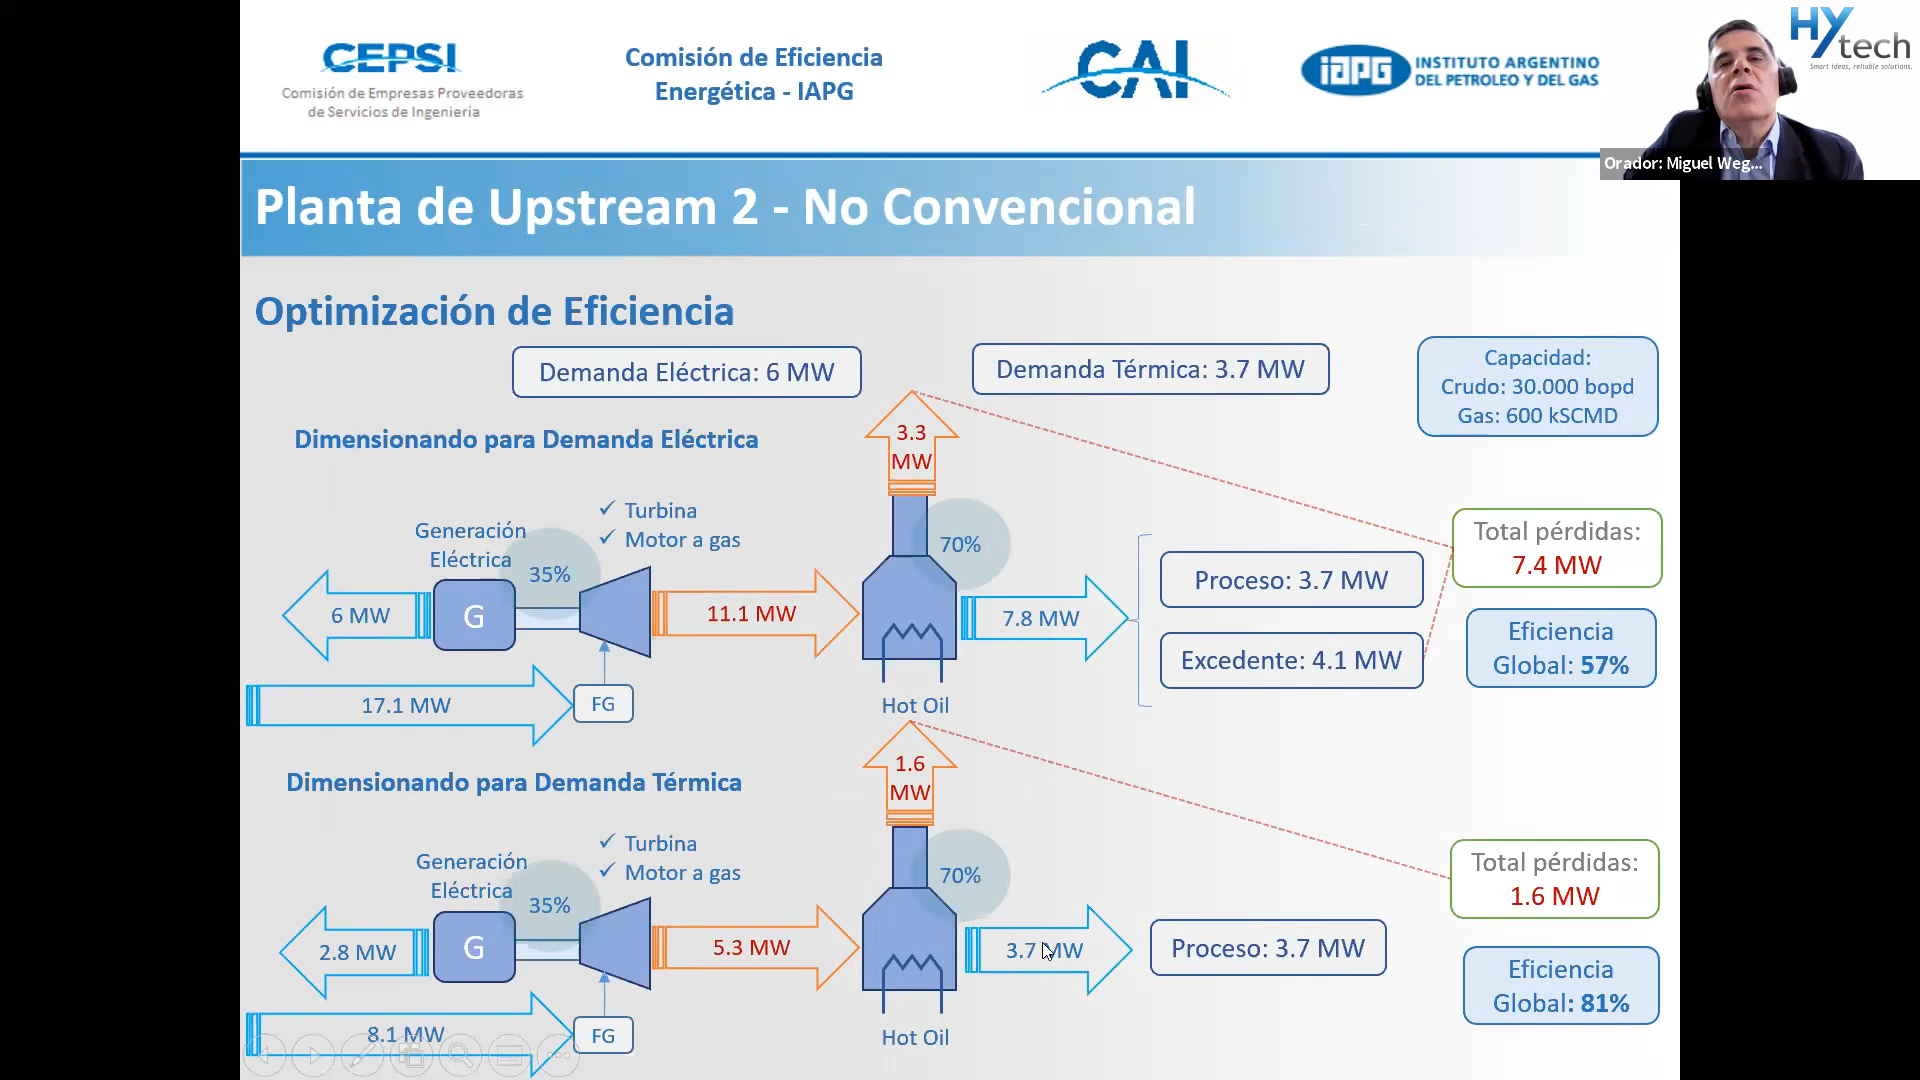 CEPSI
Comisión de Empresas Proveedoras
de Servicios de Ingeniería
Comisión de Eficiencia
Energética - IAPG
CAI
iapg
INSTITUTO ARGENTINO
DEL PETROLEO Y DEL GAS
HYtech
Smart ideas, reliable solutions.
Orador: Miguel Weg...
Planta de Upstream 2 - No Convencional
Optimización de Eficiencia
Demanda Eléctrica: 6 MW
Demanda Térmica: 3.7 MW
Capacidad:
Crudo: 30.000 bopd
Gas: 600 kSCMD
Dimensionando para Demanda Eléctrica
3.3
MW
✓ Turbina
✓ Motor a gas
Generación
Eléctrica
35%
70%
6 MW
G
11.1 MW
7.8 MW
Proceso: 3.7 MW
Excedente: 4.1 MW
Total pérdidas:
7.4 MW
Eficiencia
Global: 57%
17.1 MW
FG
Hot Oil
Dimensionando para Demanda Térmica
1.6
MW
✓ Turbina
✓ Motor a gas
Generación
Eléctrica
35%
70%
2.8 MW
G
5.3 MW
3.7 MW
Proceso: 3.7 MW
Total pérdidas:
1.6 MW
Eficiencia
Global: 81%
8.1 MW
FG
Hot Oil